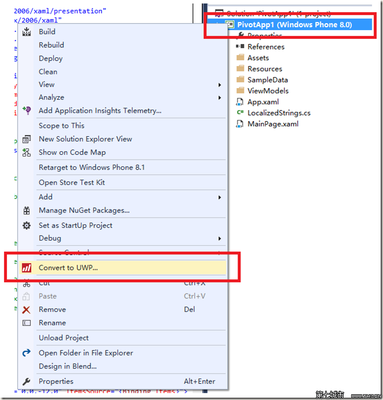 2006/xaml/presentation"
2006/xaml"
Solution 'PivotApp1' (1 project)
PivotApp1 (Windows Phone 8.0)
Properties
References
Assets
Resources
SampleData
ViewModels
App.xaml
LocalizedStrings.cs
MainPage.xaml
Build
Rebuild
Deploy
Clean
View
Analyze
Add Application Insights Telemetry...
Scope to This
New Solution Explorer View
Show on Code Map
Retarget to Windows Phone 8.1
Open Store Test Kit
Add
Manage NuGet Packages...
Set as StartUp Project
Debug
Source Control
Convert to UWP...
Cut Ctrl+X
Paste Ctrl+V
Remove Del
Rename
Unload Project
Open Folder in File Explorer
Design in Blend...
Properties Alt+Enter